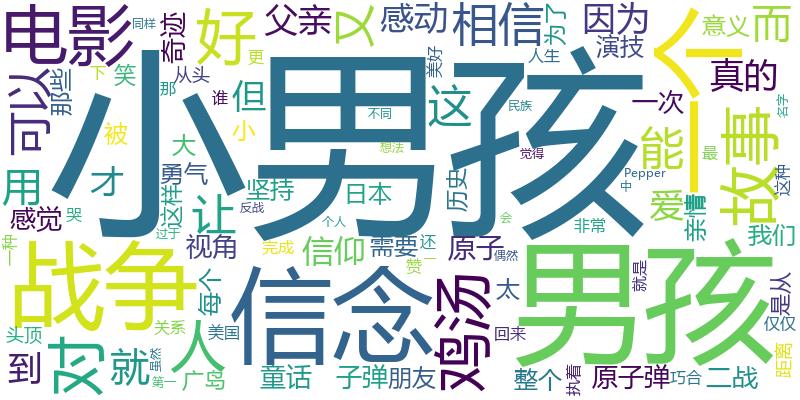 电影
同样
奇迹
好
父亲
又
感动
相信
为了
因为
演技
意义
而
可以
那些
笑
从头
更
美好
人生
一个
真的
下
那
谁
但
小男孩
这
一次
想法
不同
民族
名字
被
小
能
故事
用
才
大
勇气
坚持
日本
历史
觉得
Pepper
中
最
这种
爱
亲情
感觉
哭
这样
让
反战
个人
会
非常
我们
一种
过于
视角
完成
信仰
需要
还
赞
一
原子
偶然
战争
每个
信念
鸡汤
太
男孩
就是
是从
头顶
关系
美国
回来
仅仅
到
对
就
虽然
第一
人
广岛
童话
子弹
朋友
整个
执着
原子弹
巧合
二战
距离